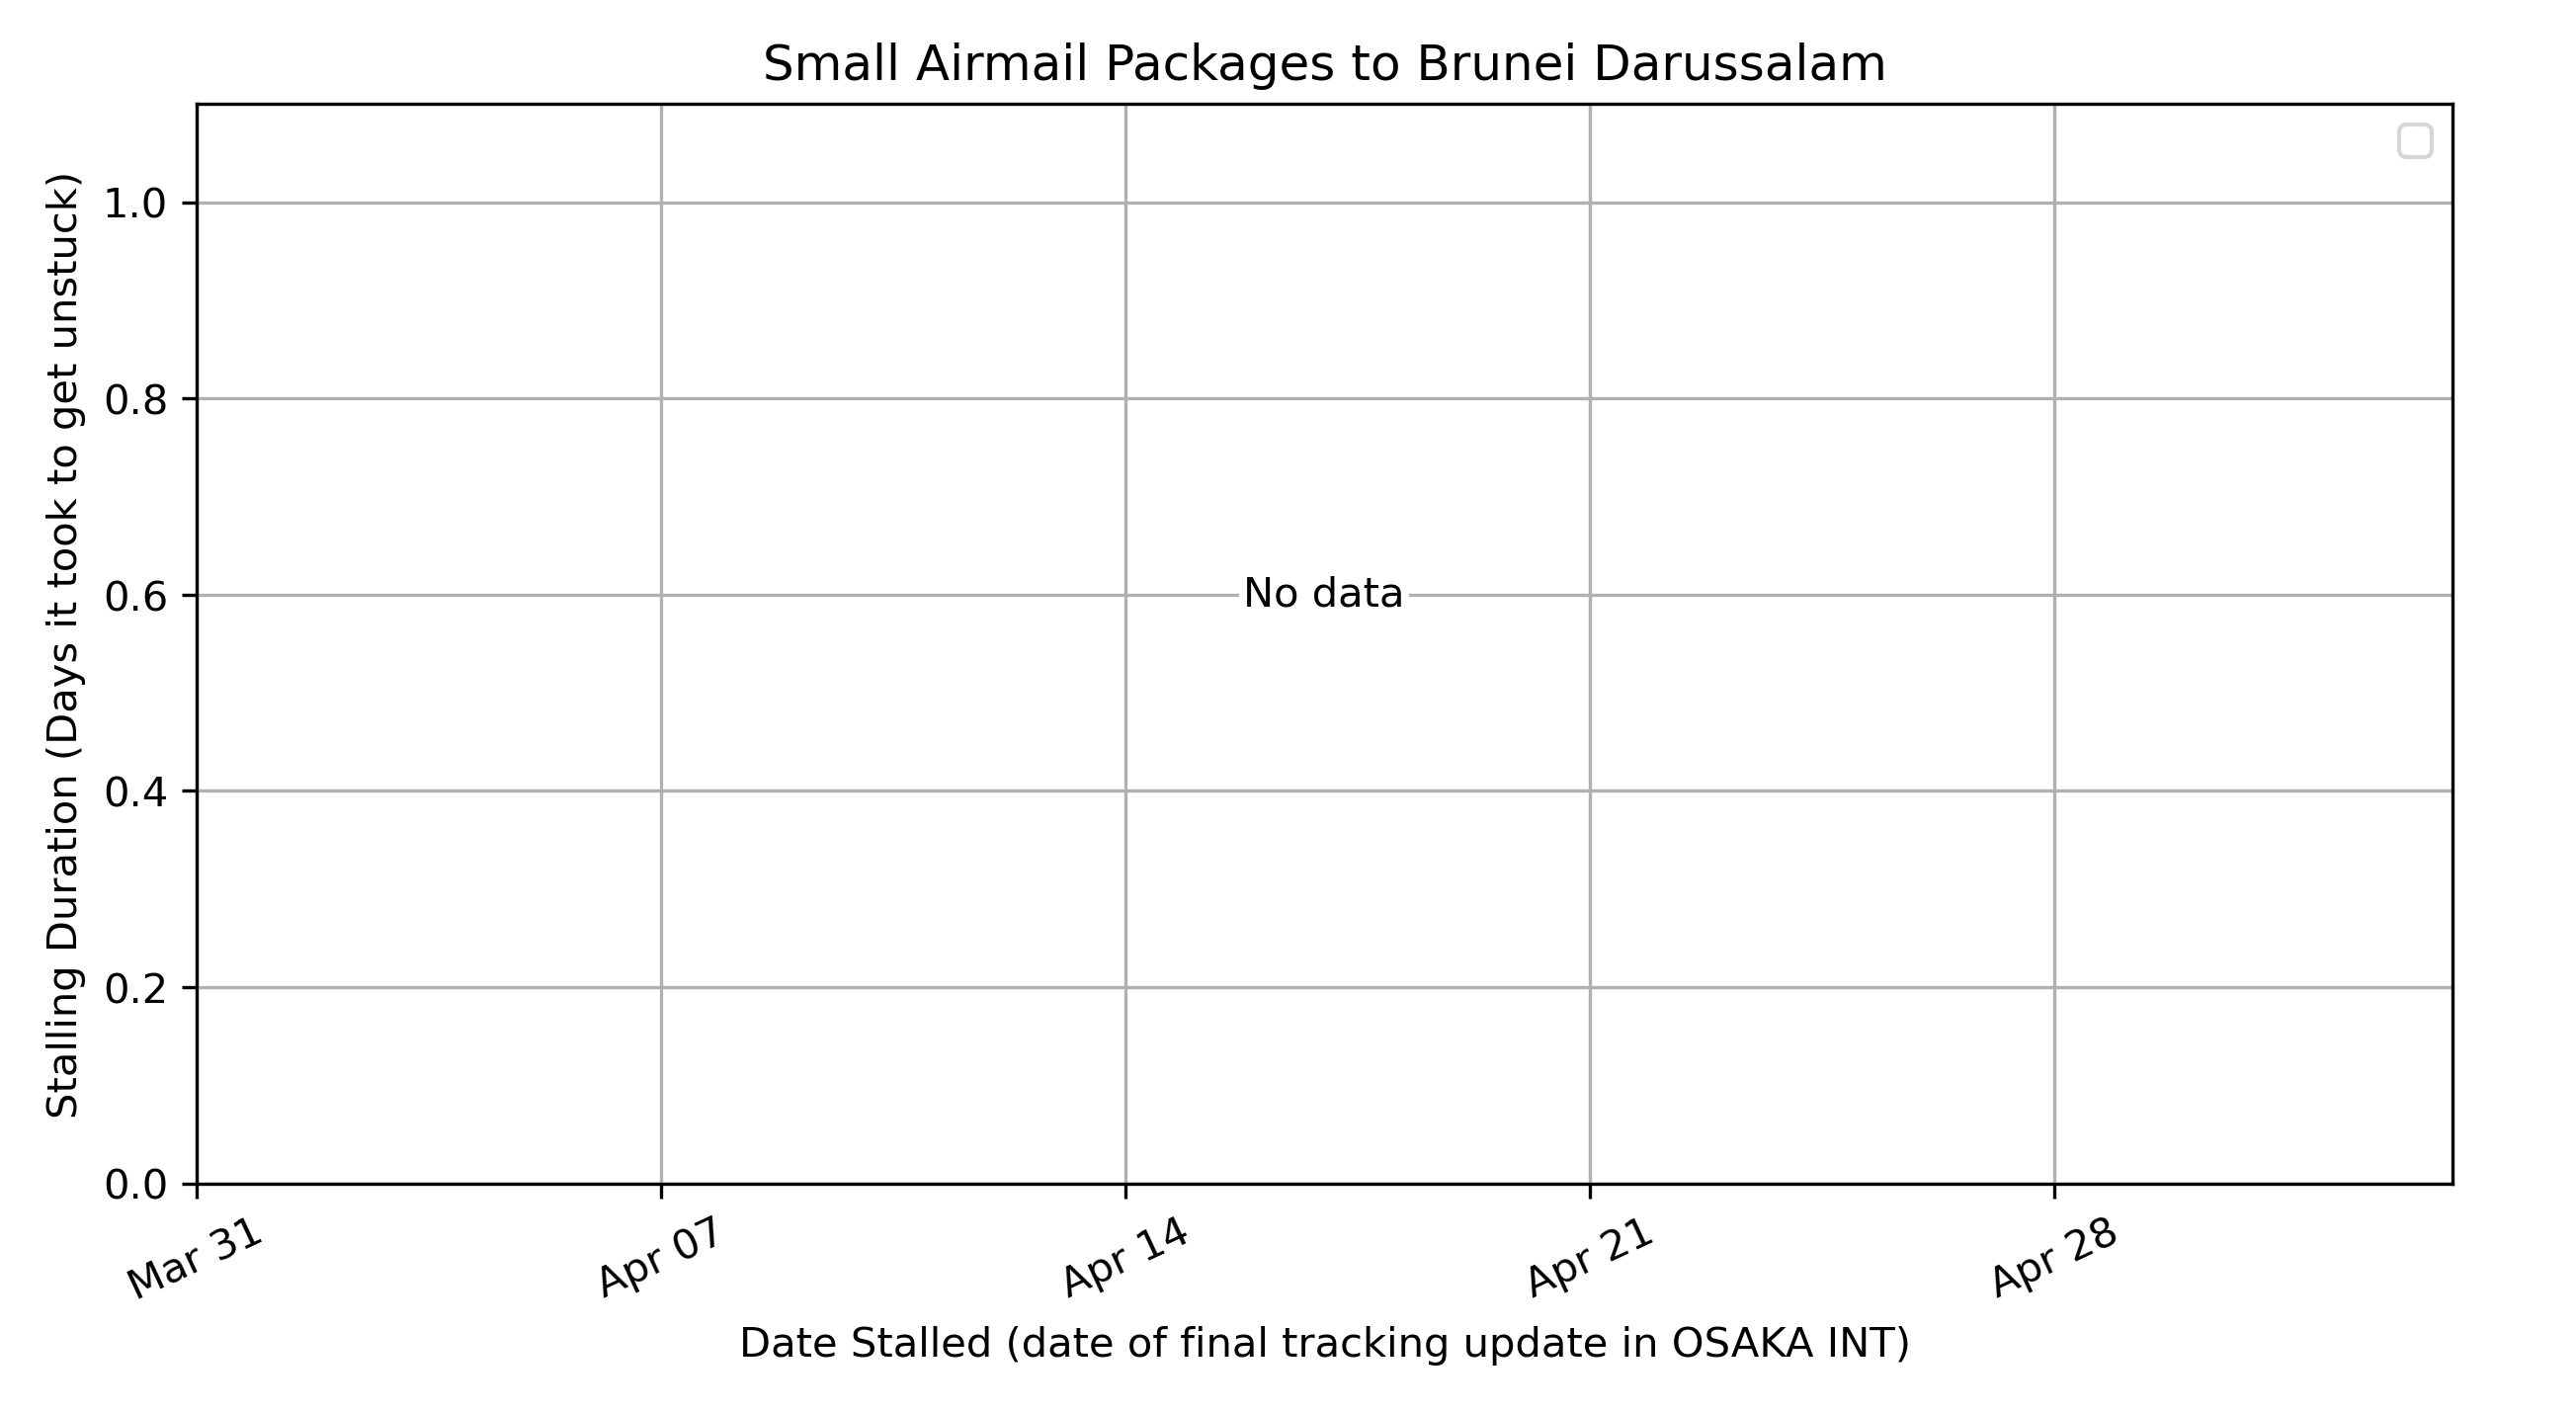 Small Airmail Packages to Brunei Darussalam
Stalling Duration (Days it took to get unstuck)
1.0
0.8
0.6
0.4
0.2
0.0
No data
Mar 31
Apr 07
Apr 14
Apr 21
Apr 28
Date Stalled (date of final tracking update in OSAKA INT)